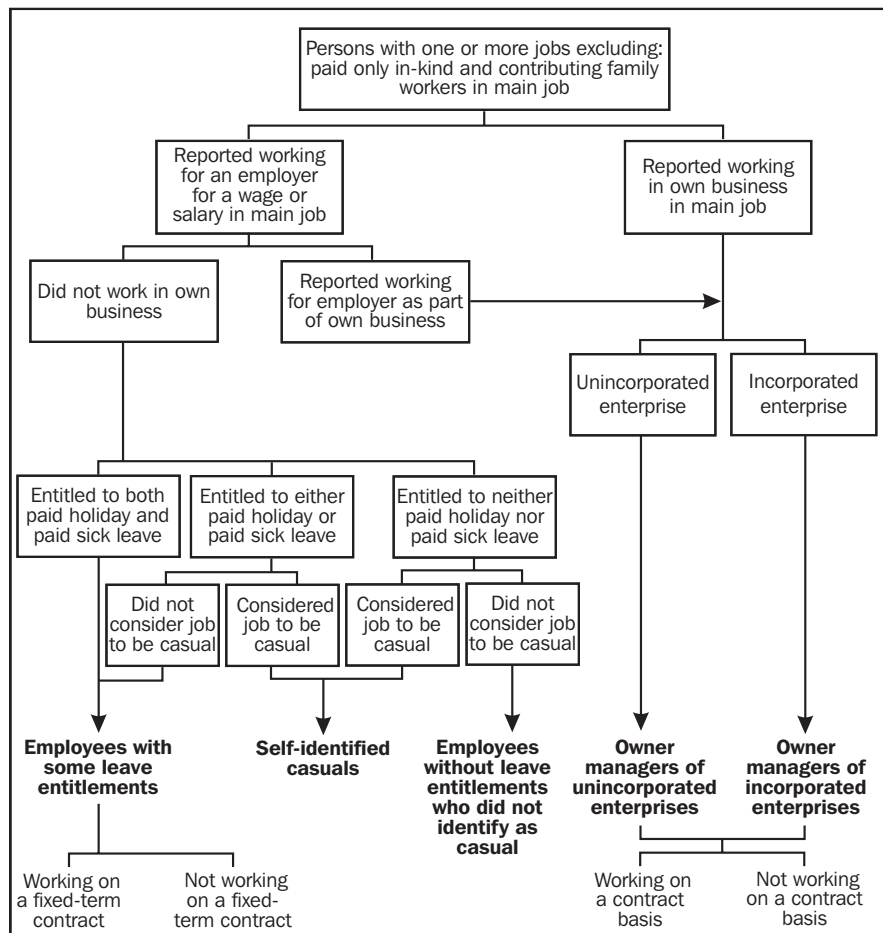 Persons with one or more jobs excluding:
paid only in-kind and contributing family
workers in main job
Reported working
for an employer
for a wage or
salary in main job
Reported working
in own business
in main job
Did not work in own
business
Reported working
for employer as part
of own business
Unincorporated
enterprise
Incorporated
enterprise
Entitled to both
paid holiday and
paid sick leave
Entitled to either
paid holiday or
paid sick leave
Entitled to neither
paid holiday nor
paid sick leave
Did not
consider job
to be casual
Considered
job to be
casual
Considered
job to be
casual
Did not
consider job
to be casual
Employees with
some leave
entitlements
Self-identified
casuals
Employees
without leave
entitlements
who did not
identify as
casual
Owner
managers of
unincorporated
enterprises
Owner
managers of
incorporated
enterprises
Working on
a fixed-term
contract
Not working
on a fixed-
term contract
Working on
a contract
basis
Not working
on a contract
basis